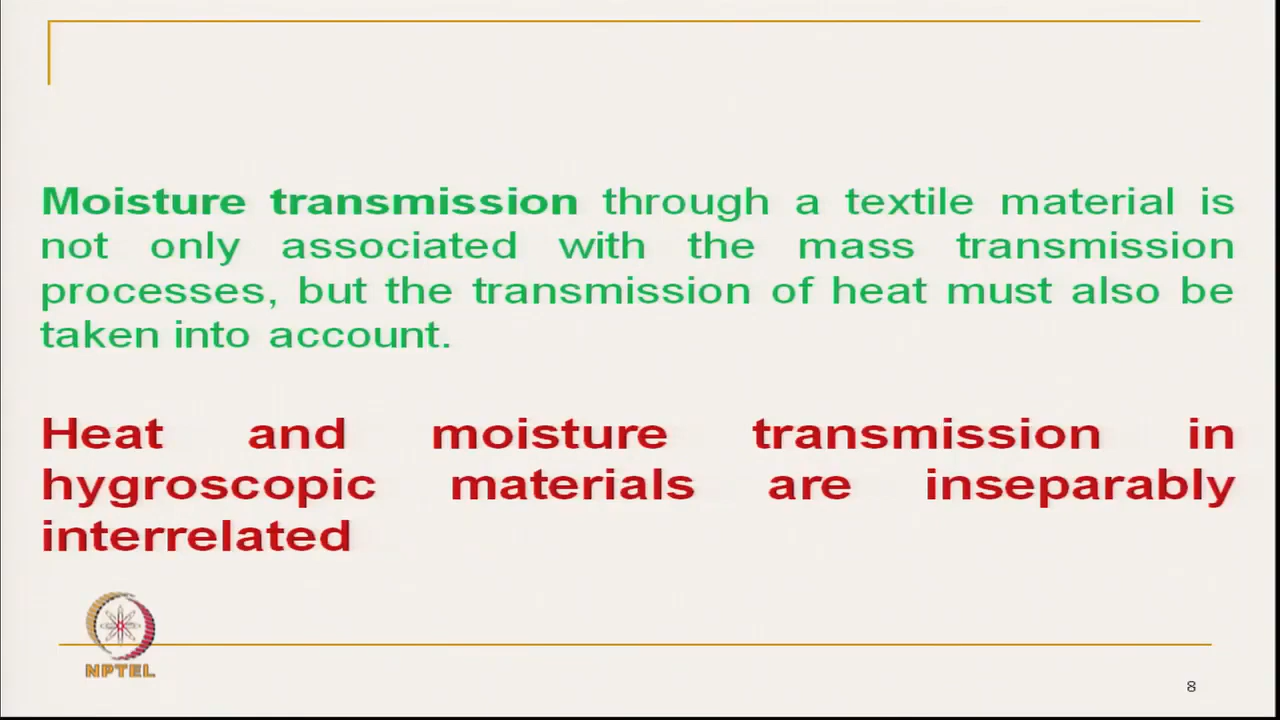 Moisture transmission through a textile material is
not only associated with the mass transmission
processes, but the transmission of heat must also be
taken into account.
Heat and moisture transmission in
hygroscopic materials are inseparably
interrelated
NPTEL
8